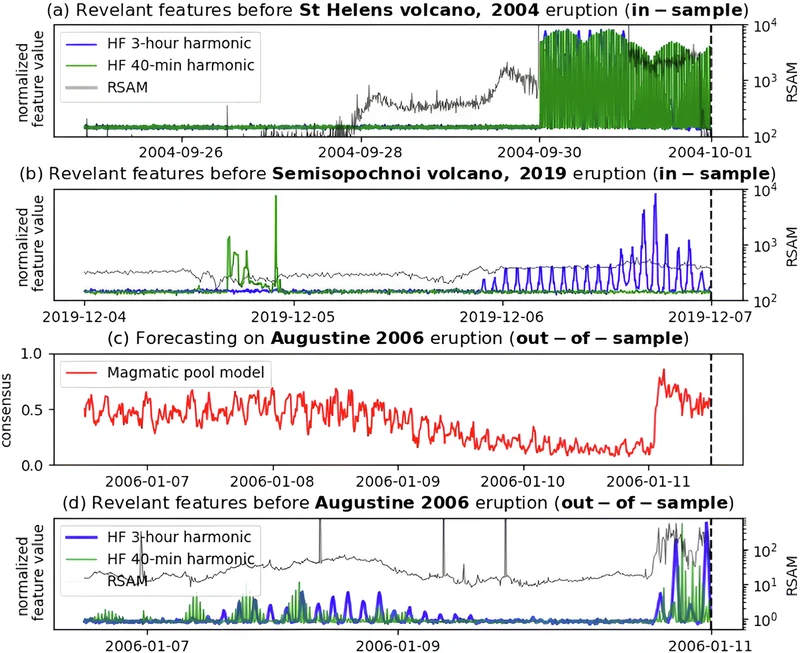 (a) Revelant features before St Helens volcano, 2004 eruption (in−sample)
normalized
feature value
HF 3-hour harmonic
HF 40-min harmonic
RSAM
10⁴
10³
10²
RSAM
2004-09-26 2004-09-28 2004-09-30 2004-10-01
(b) Revelant features before Semisopochnoi volcano, 2019 eruption (in−sample)
normalized
feature value
10⁴
10³
10²
RSAM
2019-12-04 2019-12-05 2019-12-06 2019-12-07
(c) Forecasting on Augustine 2006 eruption (out−of−sample)
consensus
1.0
0.5
0.0
Magmatic pool model
2006-01-07 2006-01-08 2006-01-09 2006-01-10 2006-01-11
(d) Revelant features before Augustine 2006 eruption (out−of−sample)
normalized
feature value
HF 3-hour harmonic
HF 40-min harmonic
RSAM
10²
10¹
10⁰
RSAM
2006-01-07 2006-01-09 2006-01-11